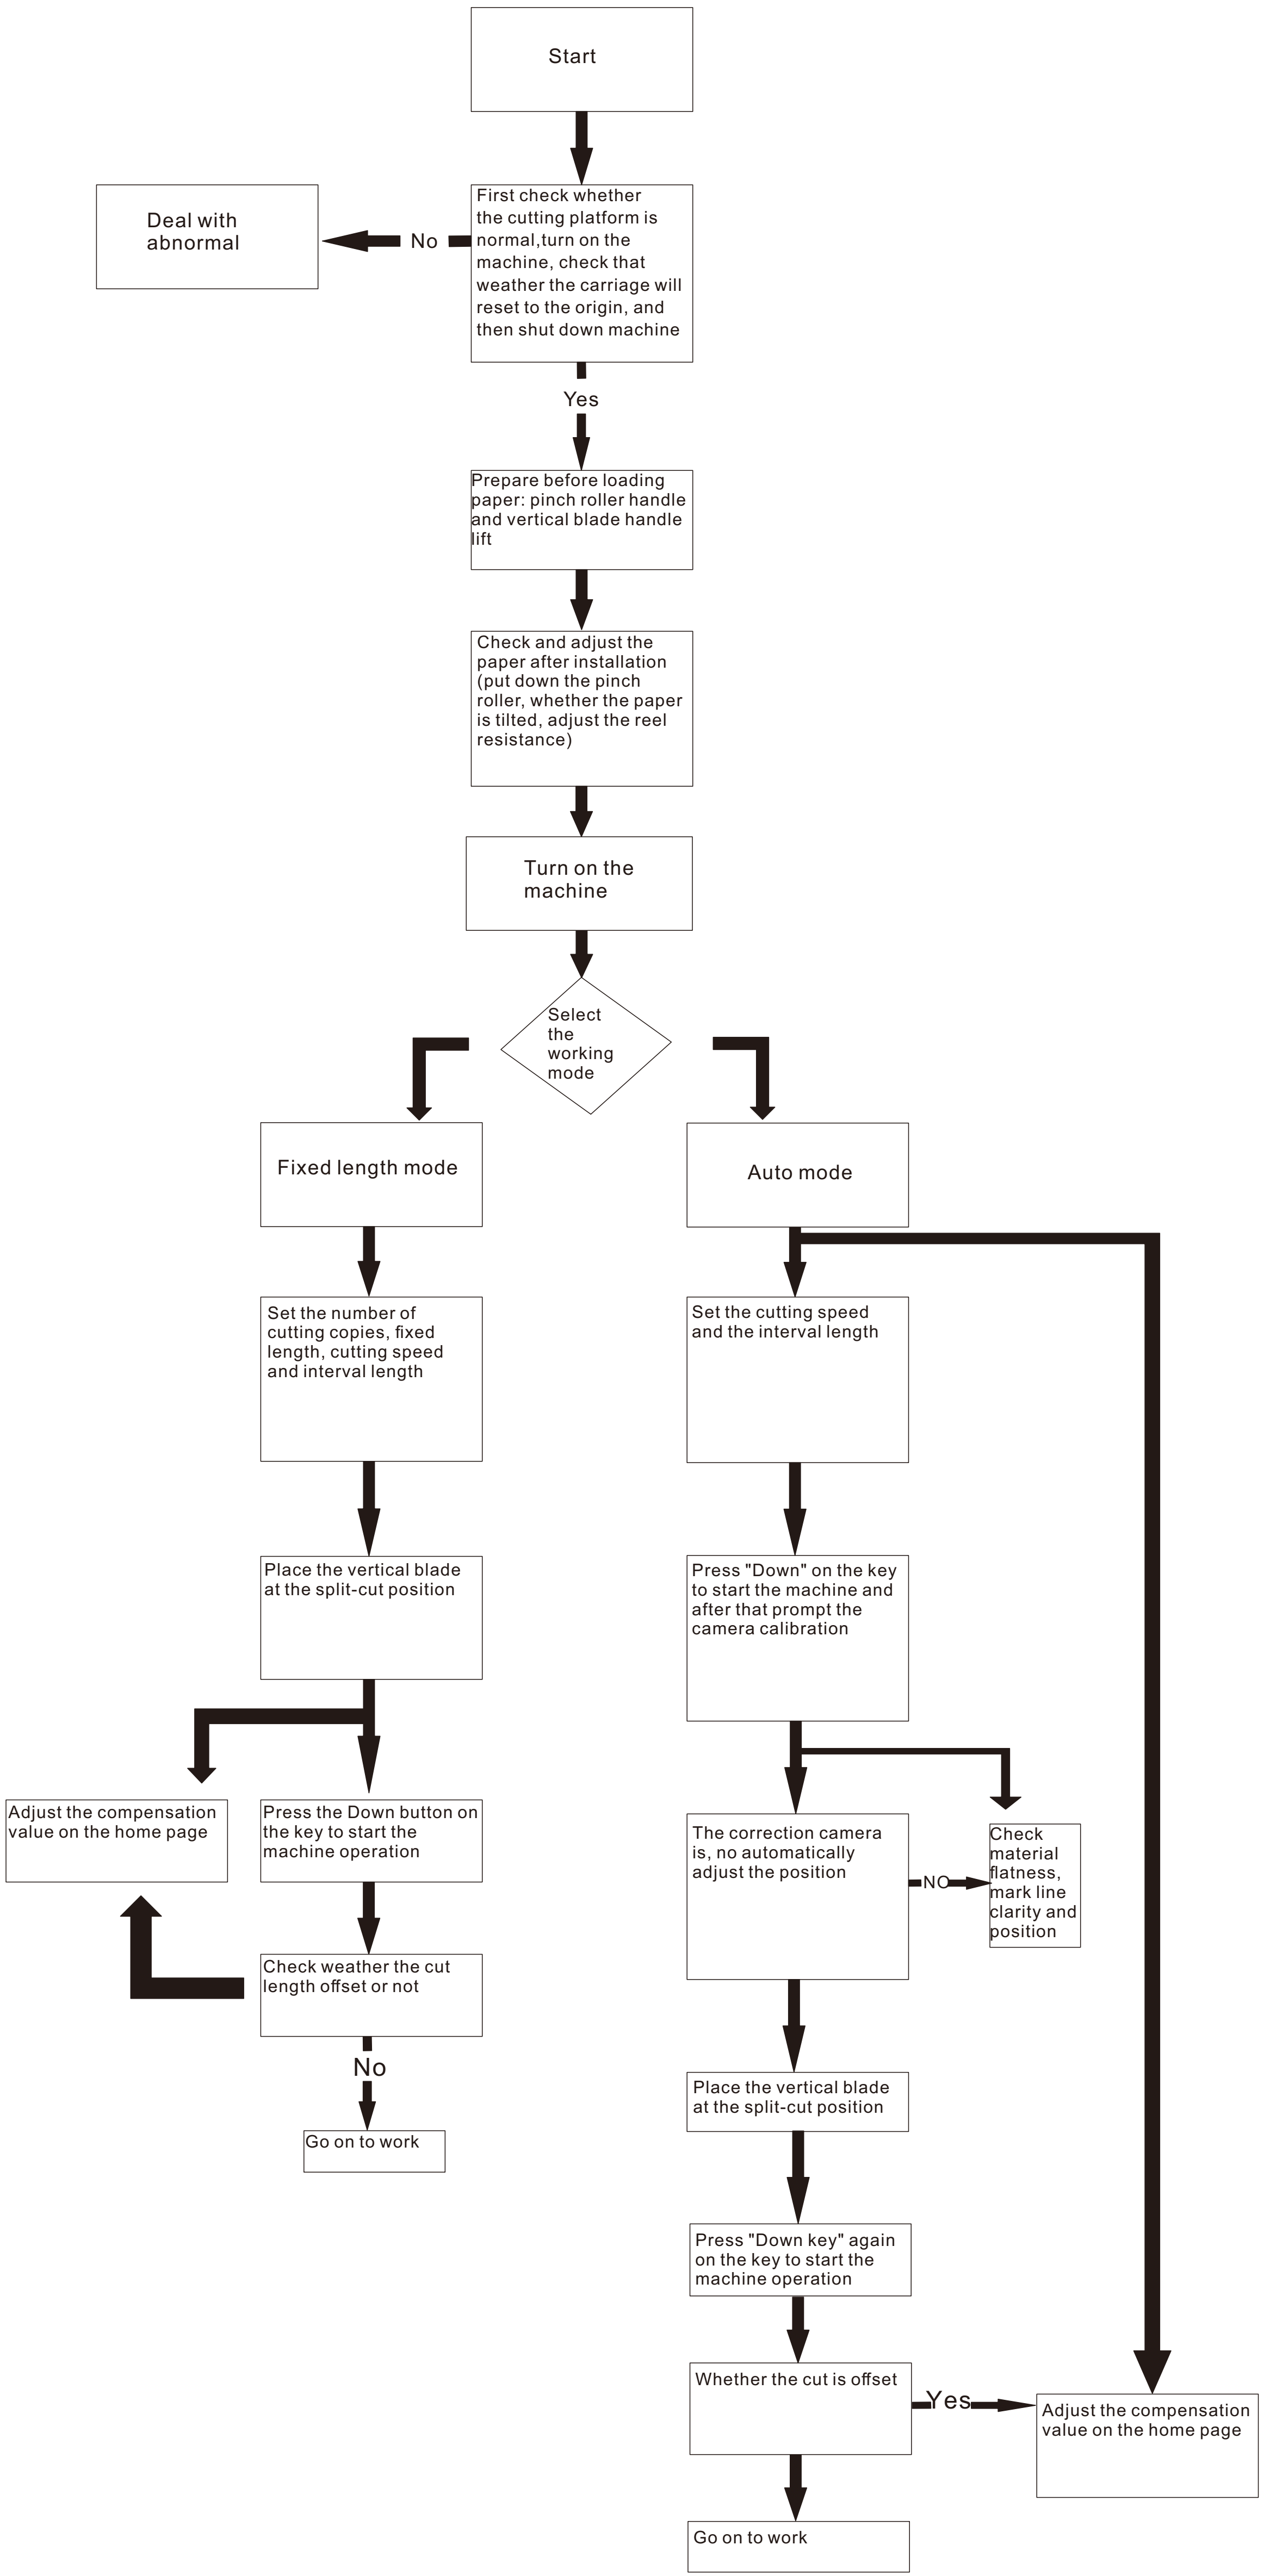 Start
First check whether
the cutting platform is
normal,turn on the
machine, check that
weather the carriage will
reset to the origin, and
then shut down machine
No
Deal with
abnormal
Yes
Prepare before loading
paper: pinch roller handle
and vertical blade handle
lift
Check and adjust the
paper after installation
(put down the pinch
roller, whether the paper
is tilted, adjust the reel
resistance)
Turn on the
machine
Select
the
working
mode
Fixed length mode
Set the number of
cutting copies, fixed
length, cutting speed
and interval length
Place the vertical blade
at the split-cut position
Adjust the compensation
value on the home page
Press the Down button on
the key to start the
machine operation
Check weather the cut
length offset or not
No
Go on to work
Auto mode
Set the cutting speed
and the interval length
Press "Down" on the key
to start the machine and
after that prompt the
camera calibration
The correction camera
is, no automatically
adjust the position
NO
Check
material
flatness,
mark line
clarity and
position
Place the vertical blade
at the split-cut position
Press "Down key" again
on the key to start the
machine operation
Whether the cut is offset
Yes
Adjust the compensation
value on the home page
Go on to work